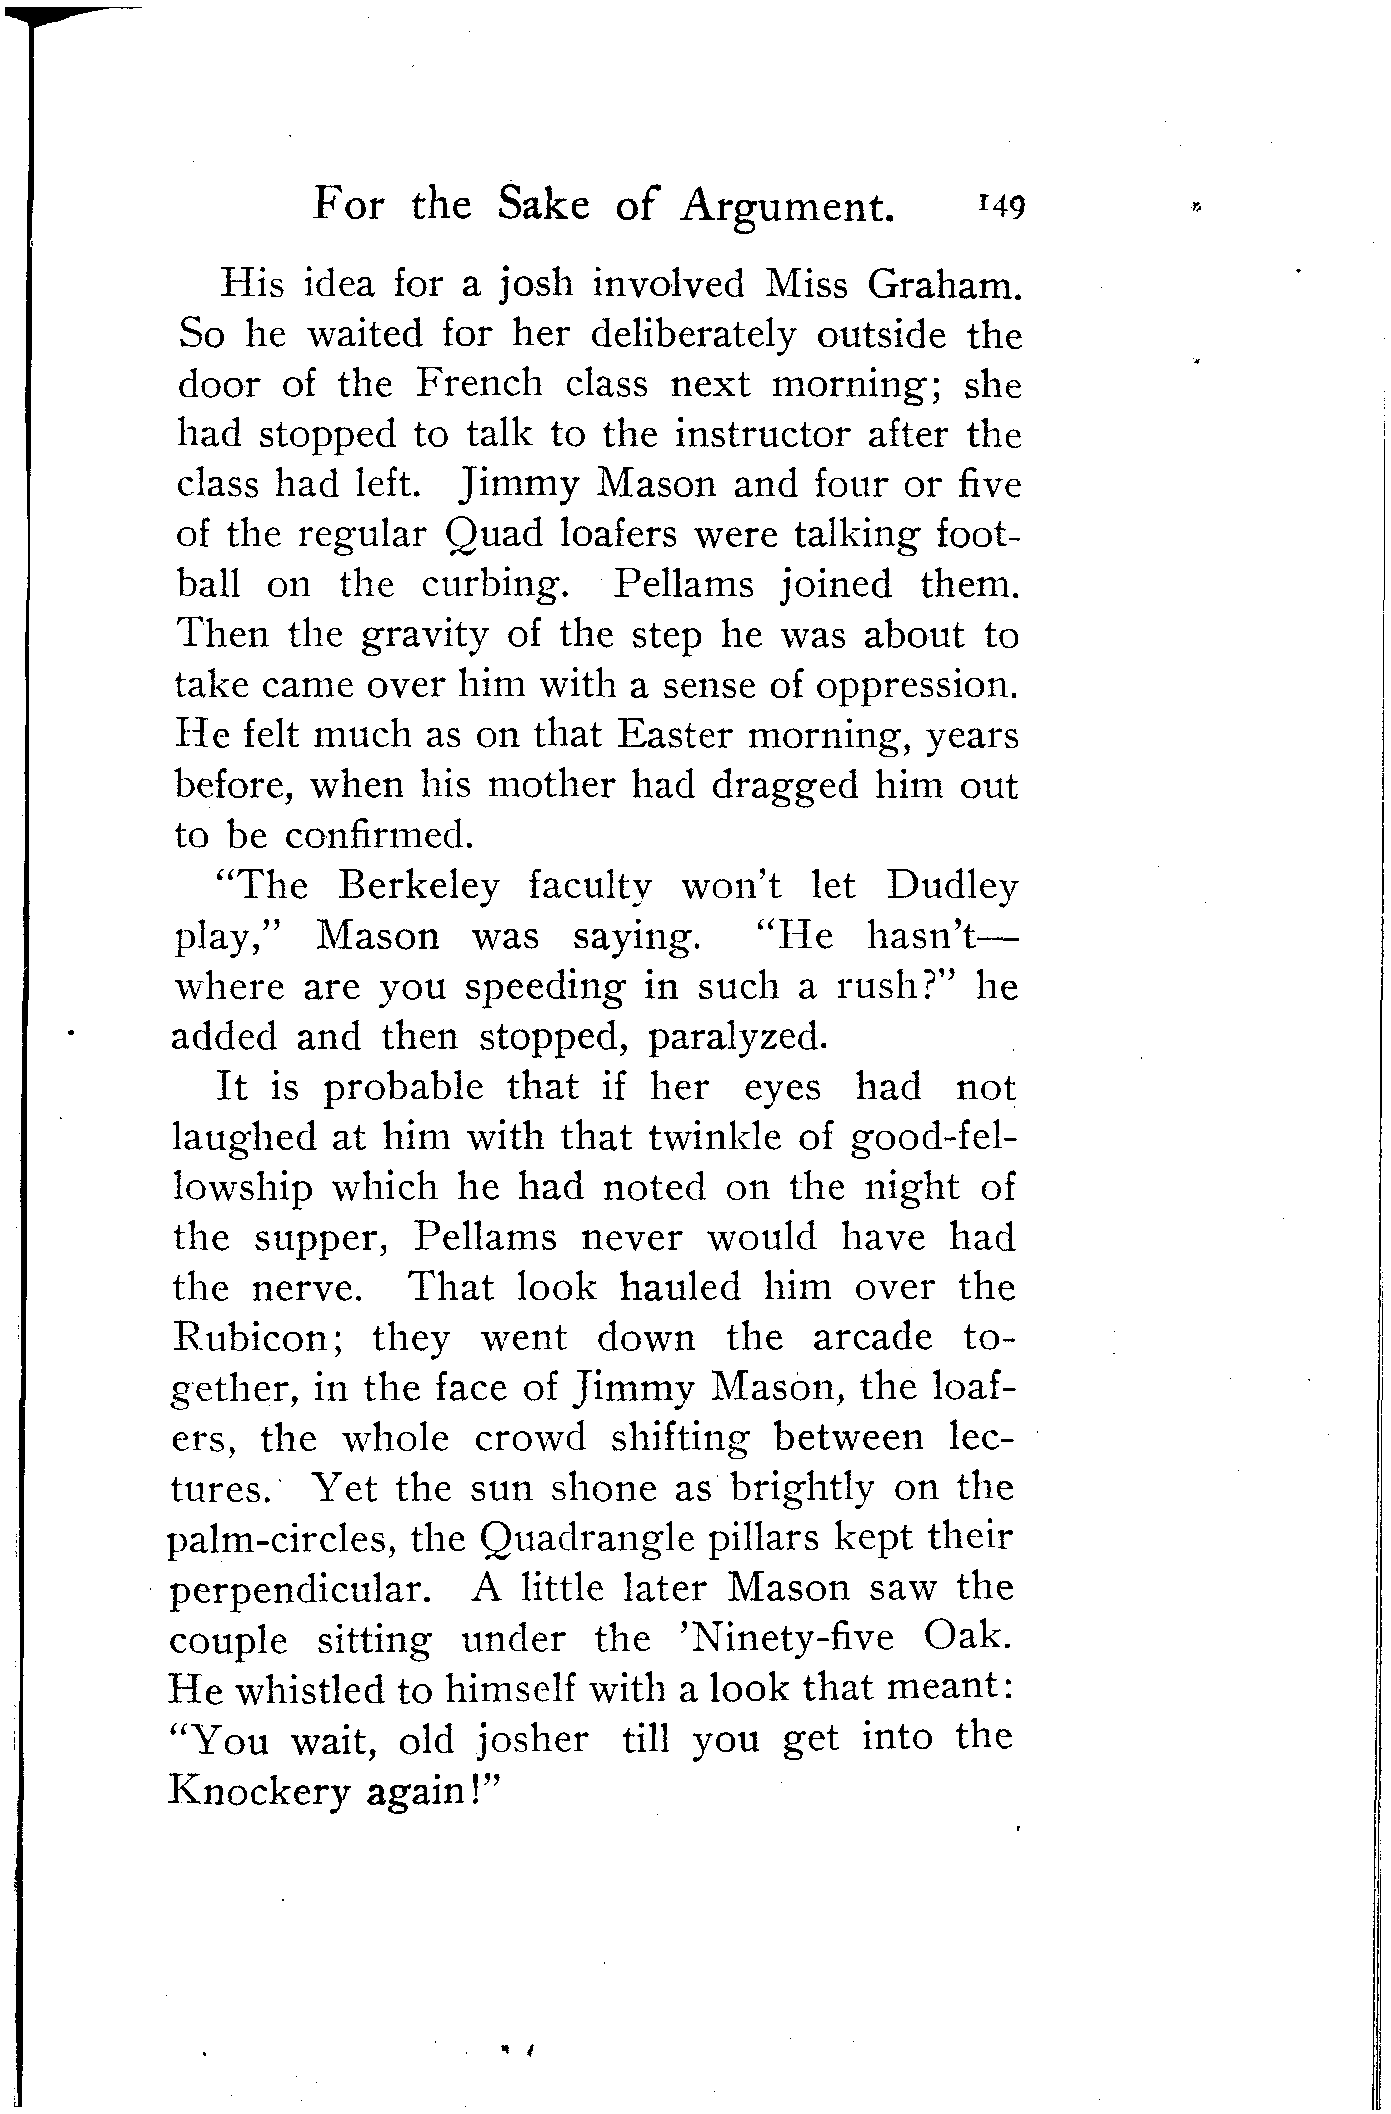 For the Sake of Argument. 149
His idea for a josh involved Miss Graham.
So he waited for her deliberately outside the
door of the French class next morning; she
had stopped to talk to the instructor after the
class had left. Jimmy Mason and four or five
of the regular Quad loafers were talking foot-
ball on the curbing. Pellams joined them.
Then the gravity of the step he was about to
take came over him with a sense of oppression.
He felt much as on that Easter morning, years
before, when his mother had dragged him out
to be confirmed.
"The Berkeley faculty won't let Dudley
play," Mason was saying. "He hasn't—
where are you speeding in such a rush?" he
added and then stopped, paralyzed.
It is probable that if her eyes had not
laughed at him with that twinkle of good-fel-
lowship which he had noted on the night of
the supper, Pellams never would have had
the nerve. That look hauled him over the
Rubicon; they went down the arcade to-
gether, in the face of Jimmy Mason, the loaf-
ers, the whole crowd shifting between lec-
tures. Yet the sun shone as brightly on the
palm-circles, the Quadrangle pillars kept their
perpendicular. A little later Mason saw the
couple sitting under the 'Ninety-five Oak.
He whistled to himself with a look that meant:
"You wait, old josher till you get into the
Knockery again!"